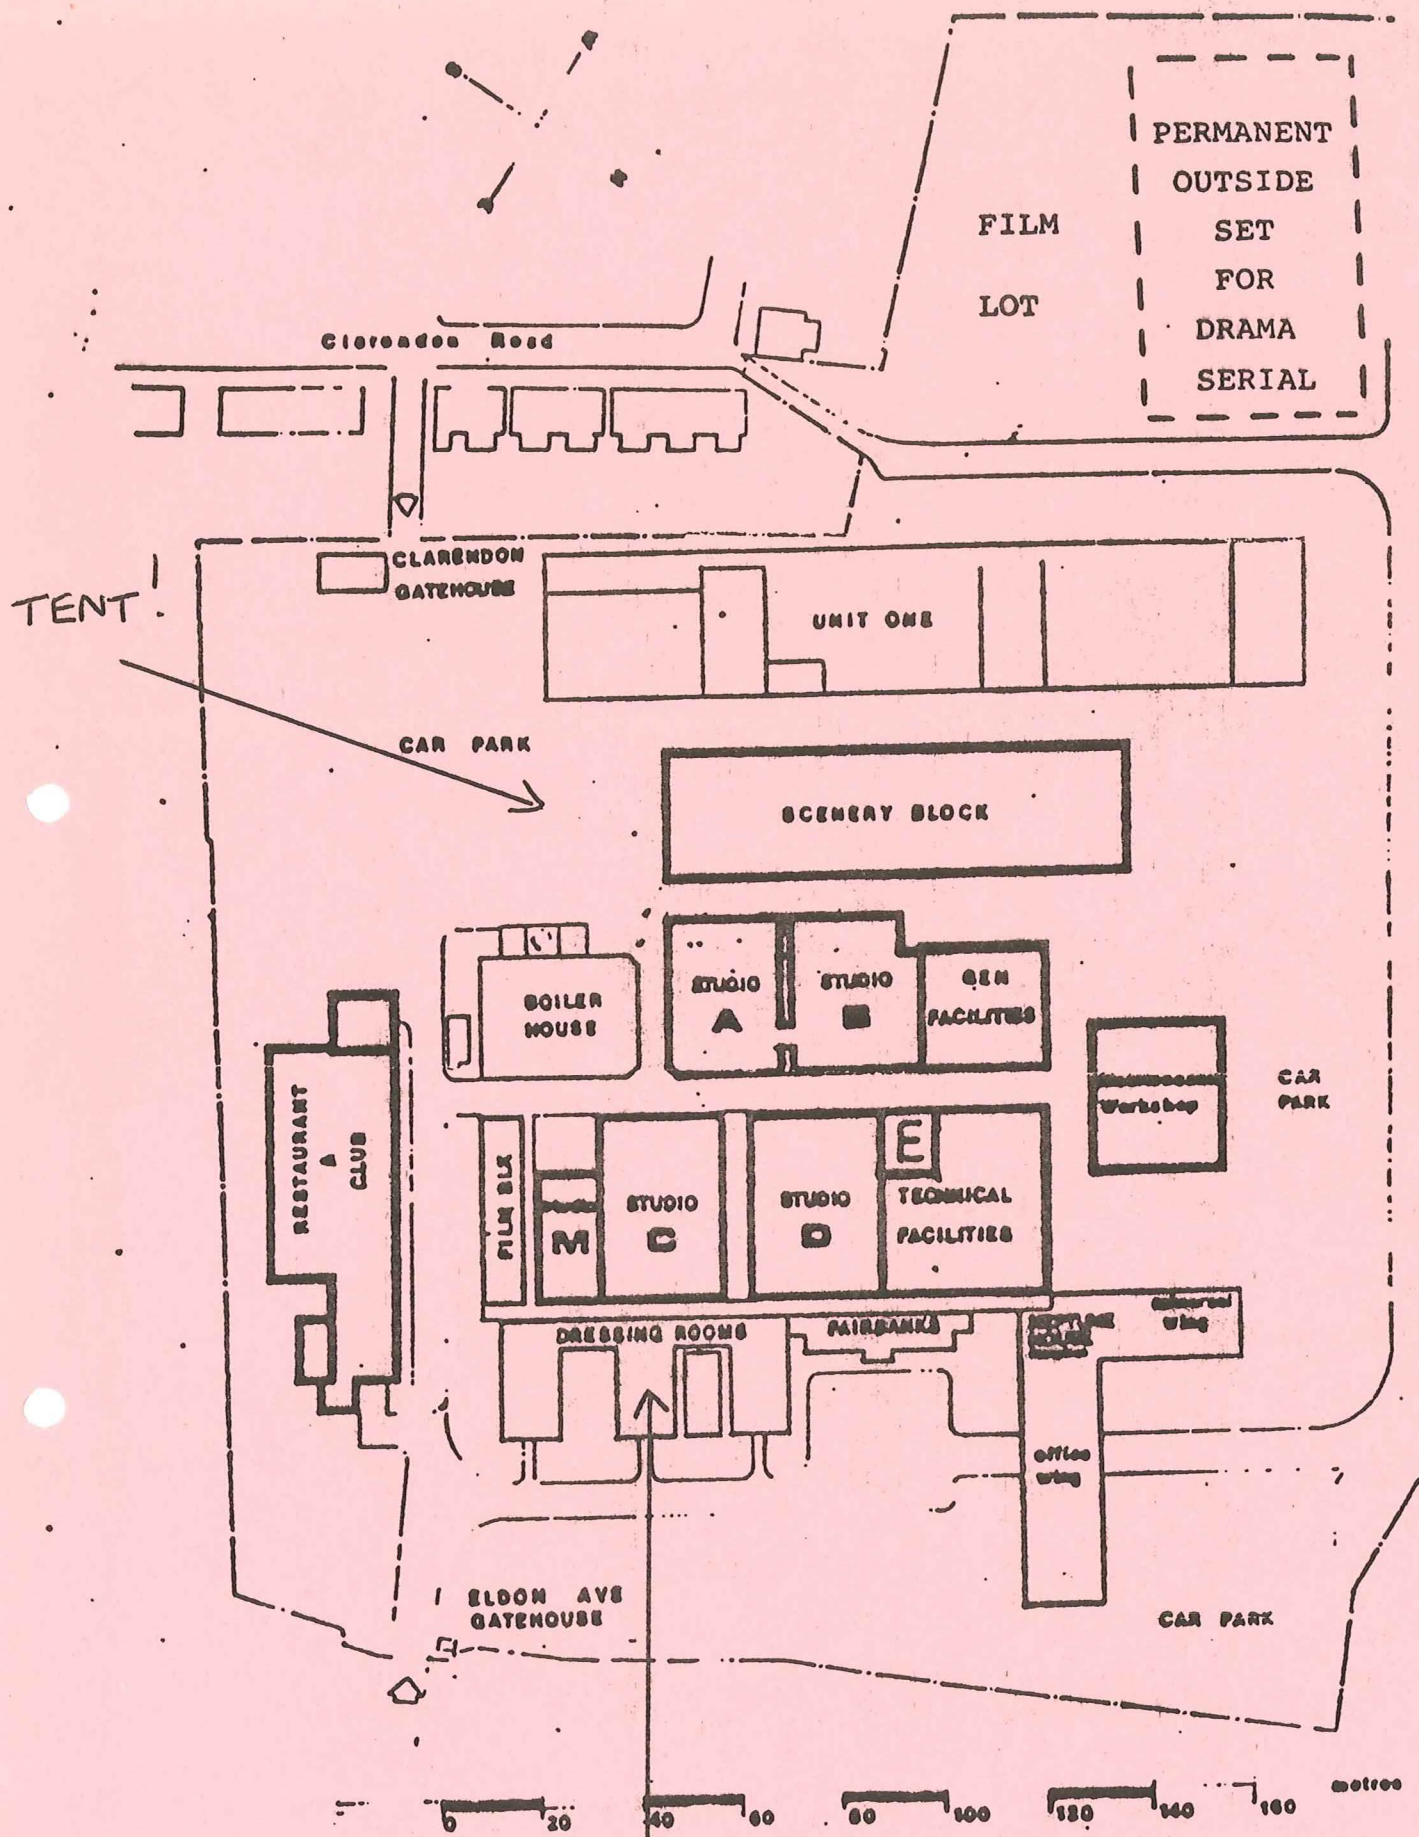 PERMANENT
OUTSIDE
SET
FOR
DRAMA
SERIAL
FILM
LOT
Clarendon Road
CLARENDON
GATEHOUSE
TENT!
UNIT ONE
CAR PARK
SCENERY BLOCK
BOILER
HOUSE
STUDIO
A
STUDIO
B
GEN
FACILITIES
Workshop
CAR
PARK
RESTAURANT
&
CLUB
FILM BLK
Studio
M
STUDIO
C
STUDIO
D
E
TECHNICAL
FACILITIES
DRESSING ROOMS
FAIRBANKS
HOUSE
wing
office
wing
ELDON AVE
GATEHOUSE
CAR PARK
0 20 40 60 80 100 120 140 160 metres